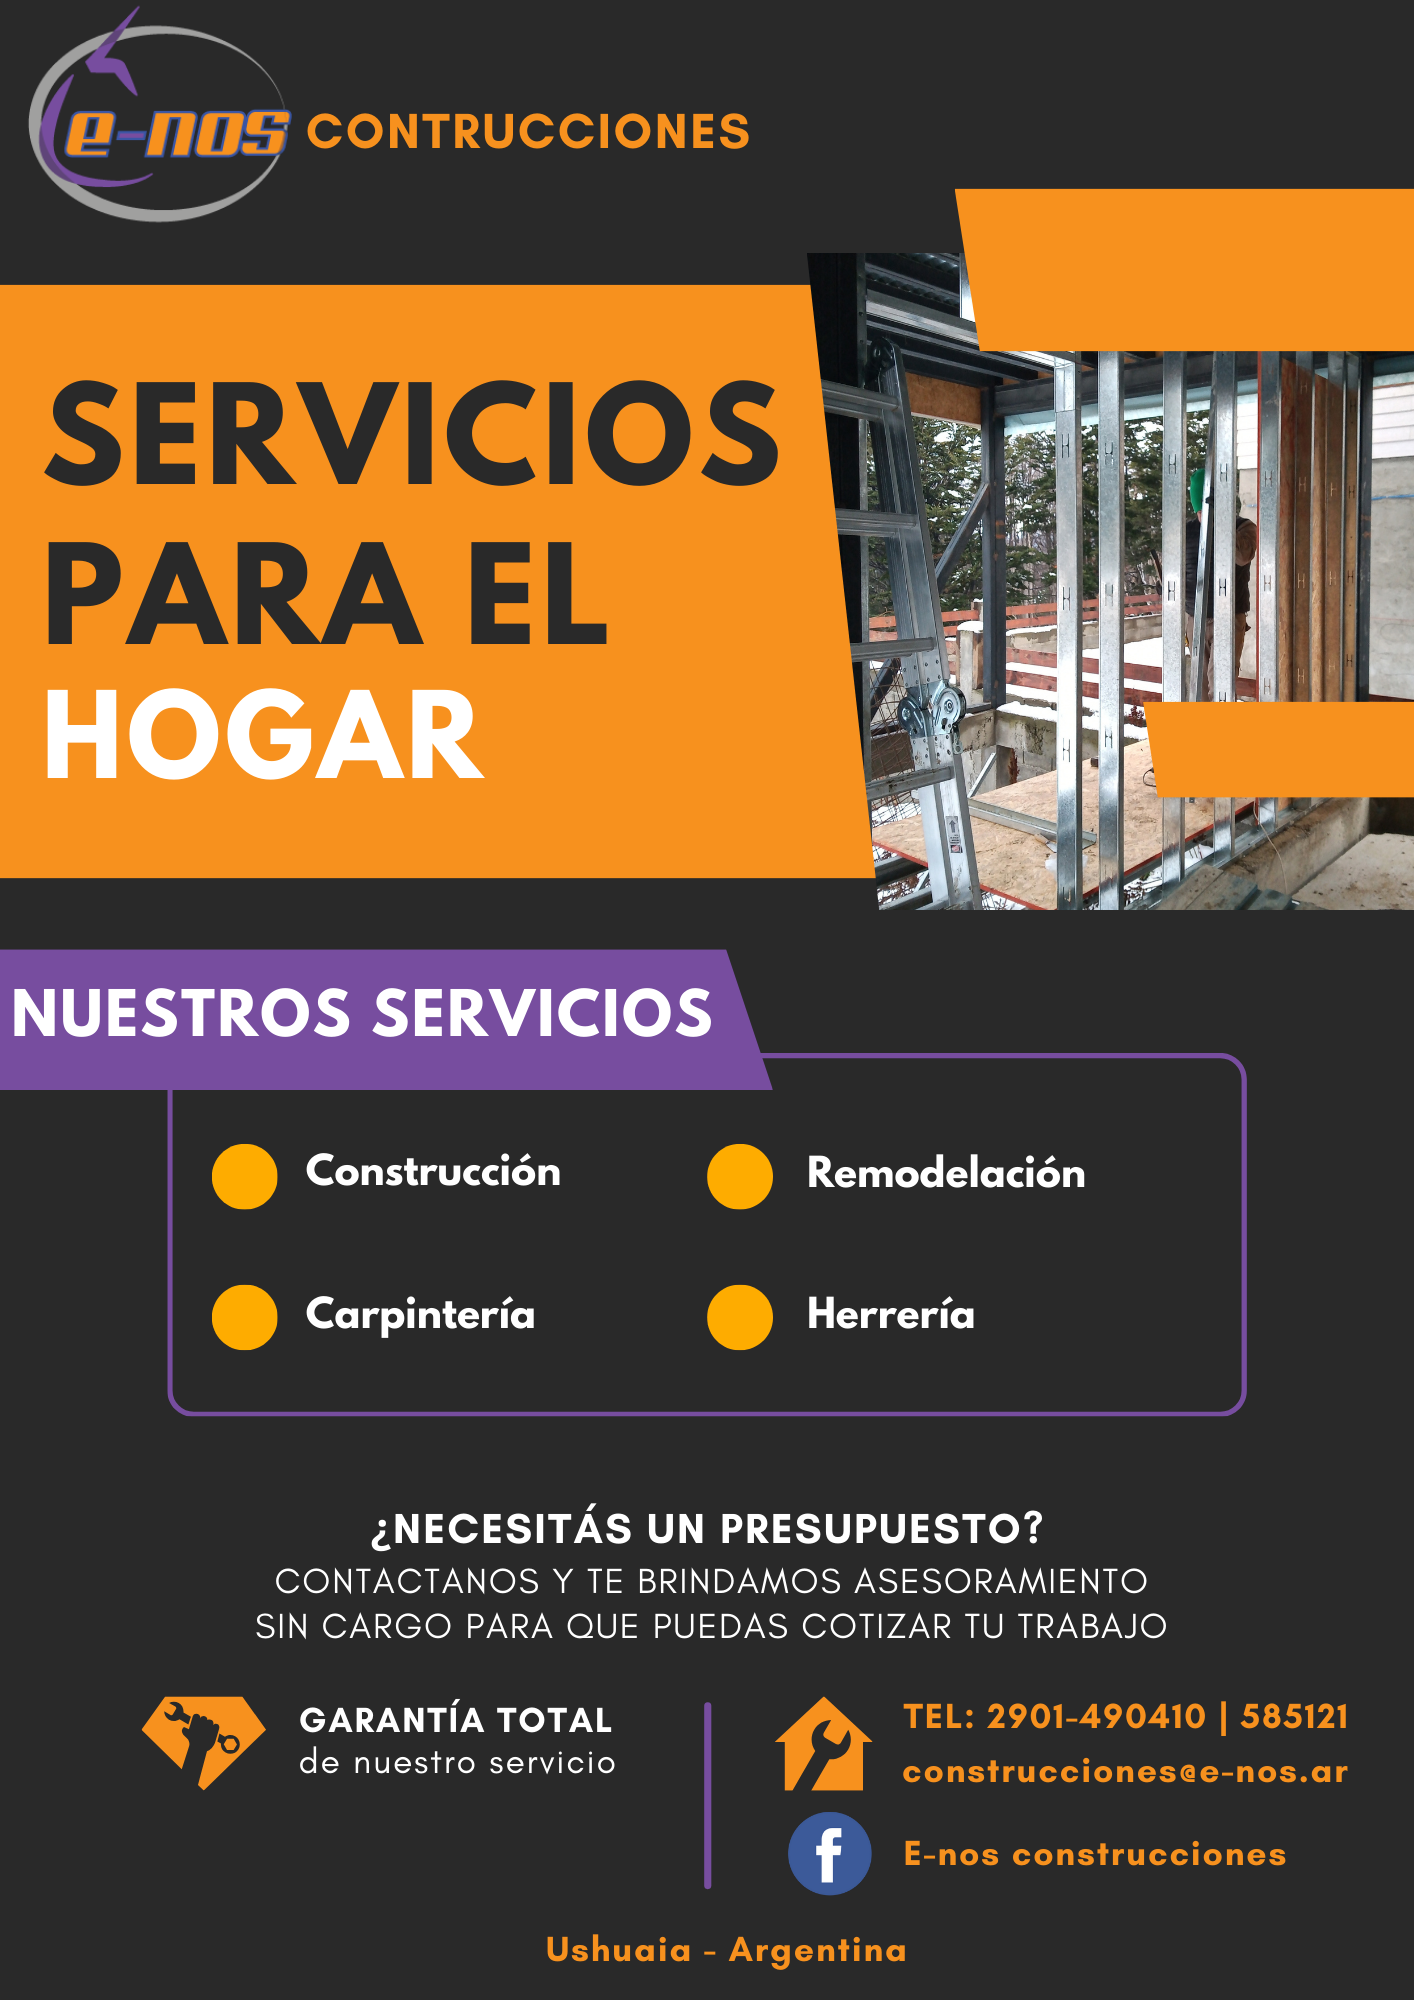 e-nos CONTRUCCIONES
SERVICIOS
PARA EL
HOGAR
NUESTROS SERVICIOS
Construcción
Remodelación
Carpintería
Herrería
¿NECESITÁS UN PRESUPUESTO?
CONTACTANOS Y TE BRINDAMOS ASESORAMIENTO
SIN CARGO PARA QUE PUEDAS COTIZAR TU TRABAJO
GARANTÍA TOTAL
de nuestro servicio
TEL: 2901-490410 | 585121
construcciones@e-nos.ar
E-nos construcciones
Ushuaia - Argentina